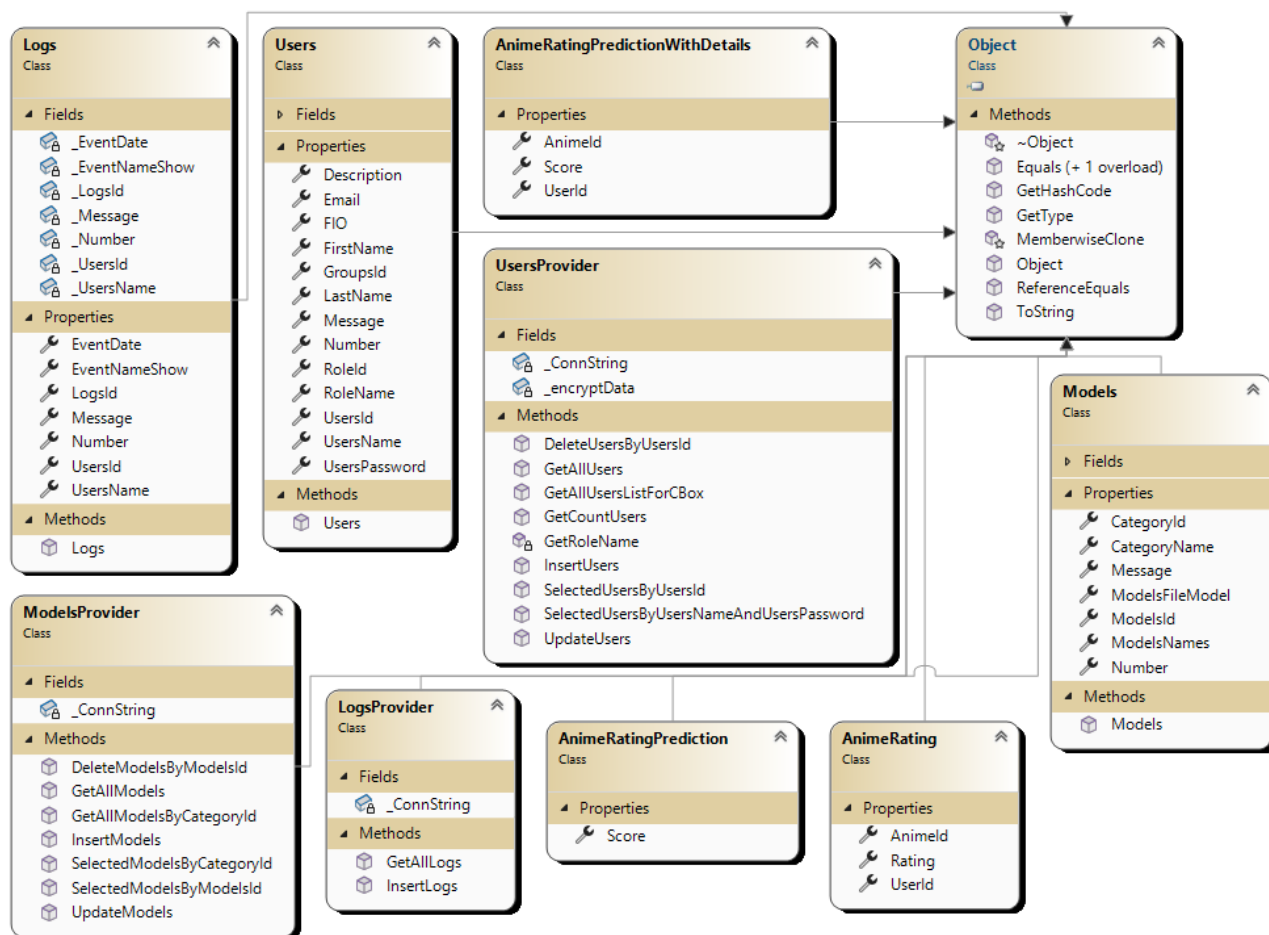 Logs
Class
Fields
_EventDate
_EventNameShow
_LogsId
_Message
_Number
_UsersId
_UsersName
Properties
EventDate
EventNameShow
LogsId
Message
Number
UsersId
UsersName
Methods
Logs
Users
Class
Fields
Properties
Description
Email
FIO
FirstName
GroupsId
LastName
Message
Number
RoleId
RoleName
UsersId
UsersName
UsersPassword
Methods
Users
AnimeRatingPredictionWithDetails
Class
Properties
AnimeId
Score
UserId
Object
Class
Methods
~Object
Equals (+ 1 overload)
GetHashCode
GetType
MemberwiseClone
Object
ReferenceEquals
ToString
UsersProvider
Class
Fields
_ConnString
_encryptData
Methods
DeleteUsersByUsersId
GetAllUsers
GetAllUsersListForCBox
GetCountUsers
GetRoleName
InsertUsers
SelectedUsersByUsersId
SelectedUsersByUsersNameAndUsersPassword
UpdateUsers
Models
Class
Fields
Properties
CategoryId
CategoryName
Message
ModelsFileModel
ModelsId
ModelsNames
Number
Methods
Models
ModelsProvider
Class
Fields
_ConnString
Methods
DeleteModelsByModelsId
GetAllModels
GetAllModelsByCategoryId
InsertModels
SelectedModelsByCategoryId
SelectedModelsByModelsId
UpdateModels
LogsProvider
Class
Fields
_ConnString
Methods
GetAllLogs
InsertLogs
AnimeRatingPrediction
Class
Properties
Score
AnimeRating
Class
Properties
AnimeId
Rating
UserId